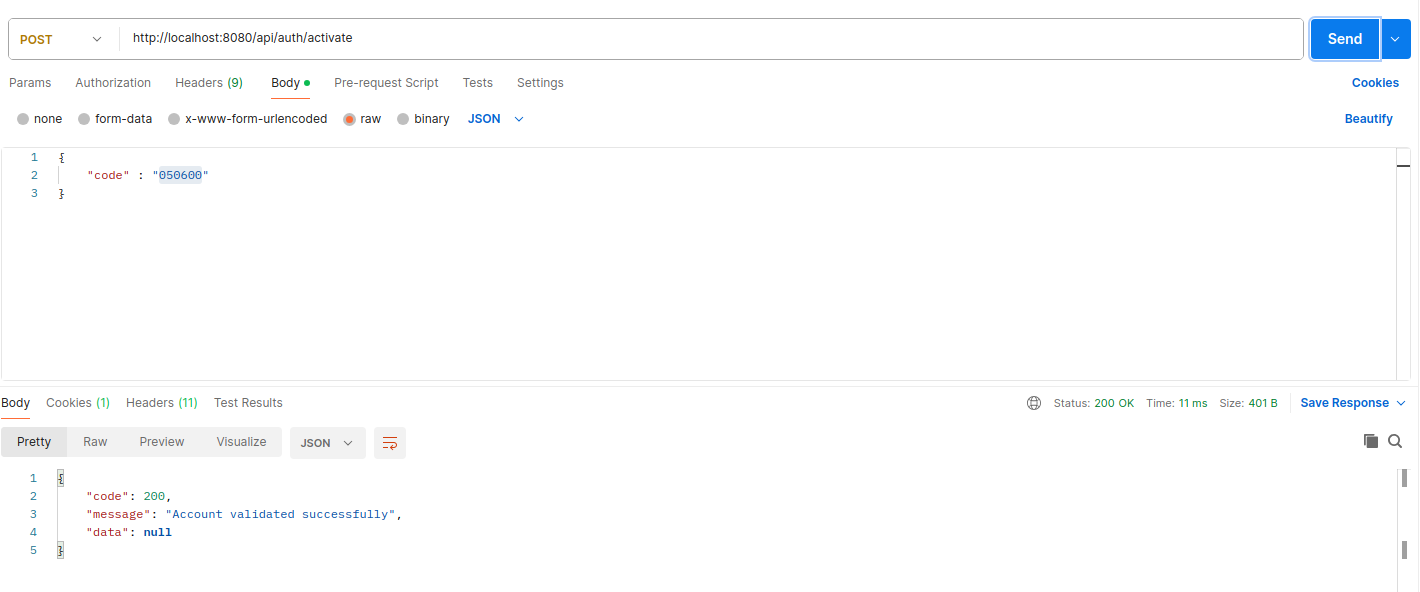 POST http://localhost:8080/api/auth/activate Send
Params Authorization Headers (9) Body Pre-request Script Tests Settings Cookies
none form-data x-www-form-urlencoded raw binary JSON Beautify
1 {
2 "code" : "050600"
3 }
Body Cookies (1) Headers (11) Test Results Status: 200 OK Time: 11 ms Size: 401 B Save Response
Pretty Raw Preview Visualize JSON
1 {
2 "code": 200,
3 "message": "Account validated successfully",
4 "data": null
5 }